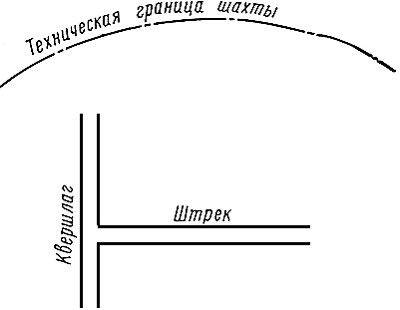 Техническая граница шахты
Штрек
Квершлаг